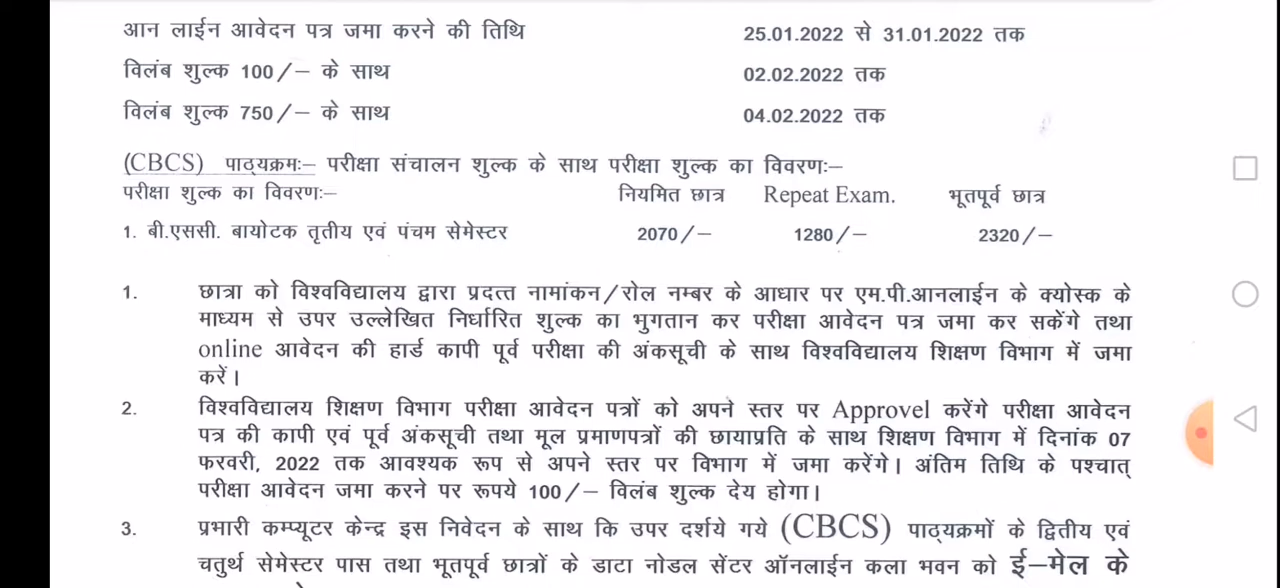 आन लाईन आवेदन पत्र जमा करने की तिथि 25.01.2022 से 31.01.2022 तक
विलंब शुल्क 100/– के साथ 02.02.2022 तक
विलंब शुल्क 750/– के साथ 04.02.2022 तक
(CBCS) पाठ्यक्रमः– परीक्षा संचालन शुल्क के साथ परीक्षा शुल्क का विवरणः–
परीक्षा शुल्क का विवरणः– नियमित छात्र Repeat Exam. भूतपूर्व छात्र
1. बी.एससी. बायोटक तृतीय एवं पंचम सेमेस्टर 2070/– 1280/– 2320/–
1. छात्रा को विश्वविद्यालय द्वारा प्रदत्त नामांकन/रोल नम्बर के आधार पर एम.पी.आनलाईन के क्योस्क के
माध्यम से उपर उल्लेखित निर्धारित शुल्क का भुगतान कर परीक्षा आवेदन पत्र जमा कर सकेंगे तथा
online आवेदन की हार्ड कापी पूर्व परीक्षा की अंकसूची के साथ विश्वविद्यालय शिक्षण विभाग में जमा
करें।
2. विश्वविद्यालय शिक्षण विभाग परीक्षा आवेदन पत्रों को अपने स्तर पर Approvel करेंगे परीक्षा आवेदन
पत्र की कापी एवं पूर्व अंकसूची तथा मूल प्रमाणपत्रों की छायाप्रति के साथ शिक्षण विभाग में दिनांक 07
फरवरी, 2022 तक आवश्यक रूप से अपने स्तर पर विभाग में जमा करेंगे। अंतिम तिथि के पश्चात्
परीक्षा आवेदन जमा करने पर रूपये 100/– विलंब शुल्क देय होगा।
3. प्रभारी कम्प्यूटर केन्द्र इस निवेदन के साथ कि उपर दर्शाये गये (CBCS) पाठ्यक्रमों के द्वितीय एवं
चतुर्थ सेमेस्टर पास तथा भूतपूर्व छात्रों के डाटा नोडल सेंटर ऑनलाईन कला भवन को ई–मेल के